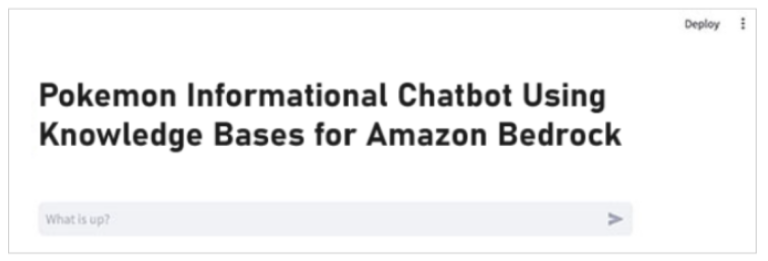 Deploy
Pokemon Informational Chatbot Using
Knowledge Bases for Amazon Bedrock
What is up?